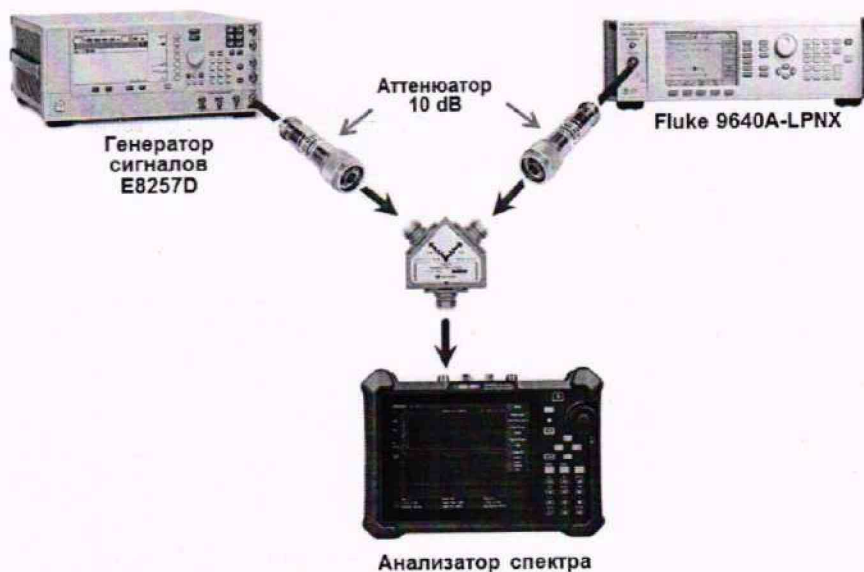 Аттенюатор
10 dB
Генератор
сигналов
E8257D
Fluke 9640A-LPNX
Анализатор спектра